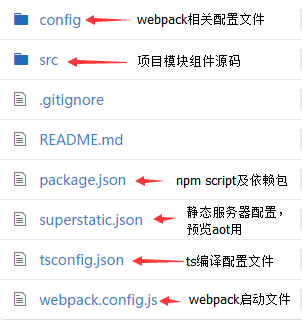 config webpack相关配置文件
src 项目模块组件源码
.gitignore
README.md
package.json npm script及依赖包
superstatic.json 静态服务器配置，
预览aot用
tsconfig.json ts编译配置文件
webpack.config.js webpack启动文件